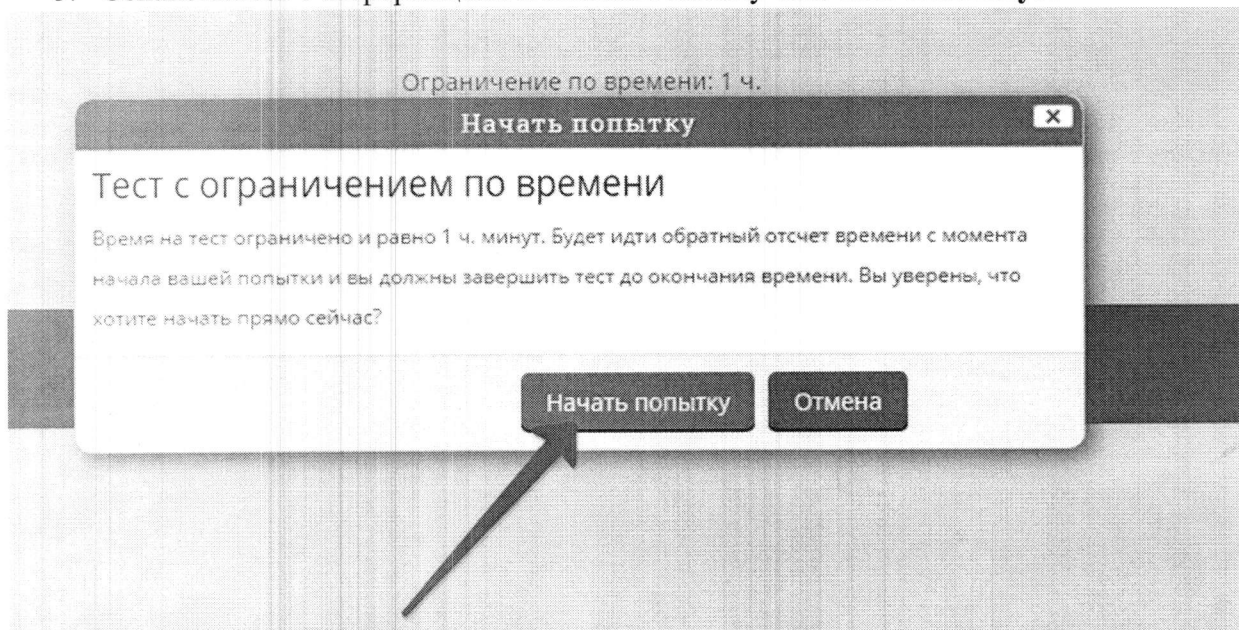 Ограничение по времени: 1 ч.
Начать попытку
Тест с ограничением по времени
Время на тест ограничено и равно 1 ч. минут. Будет идти обратный отсчет времени с момента
начала вашей попытки и вы должны завершить тест до окончания времени. Вы уверены, что
хотите начать прямо сейчас?
Начать попытку Отмена